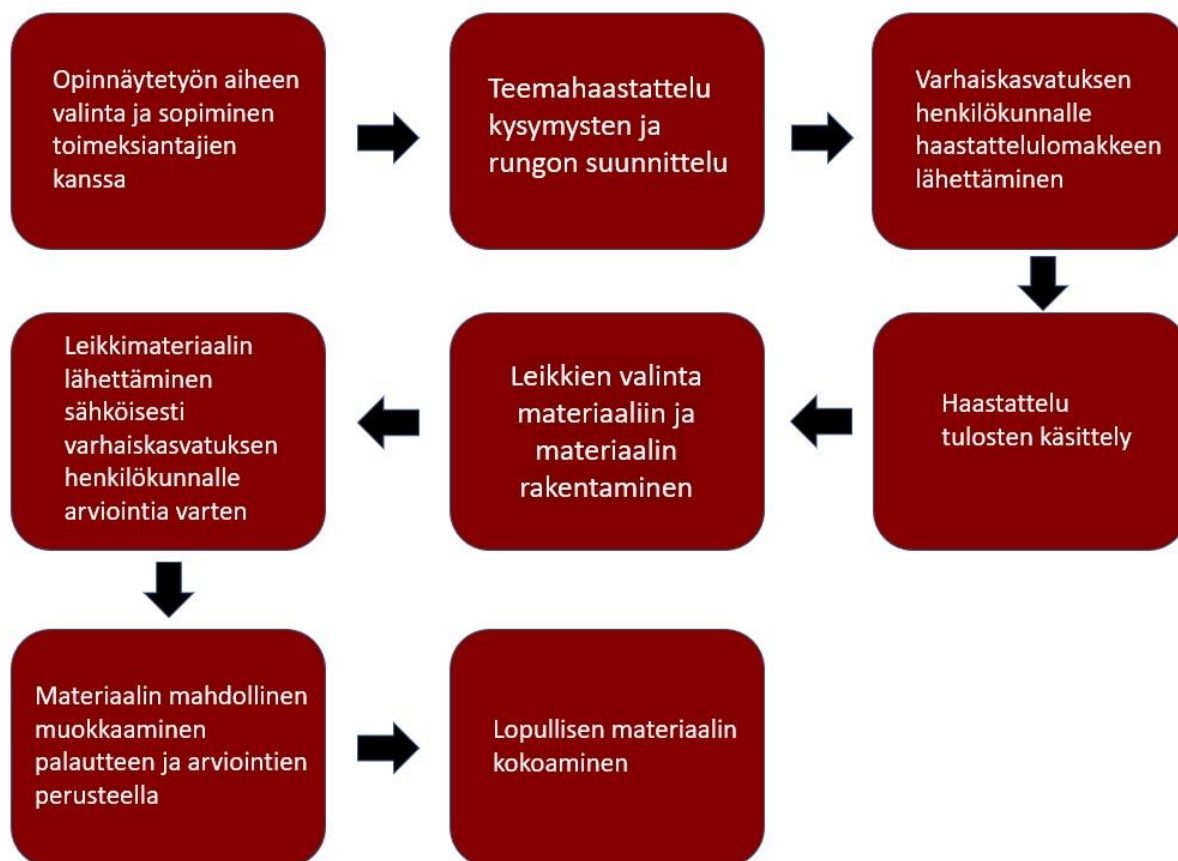 Opinnäytetyön aiheen
valinta ja sopiminen
toimeksiantajien
kanssa
Teemahaastattelu
kysymysten ja
rungon suunnittelu
Varhaiskasvatuksen
henkilökunnalle
haastattelulomakkeen
lähettäminen
Haastattelu
tulosten käsittely
Leikkien valinta
materiaaliin ja
materiaalin
rakentaminen
Leikkimateriaalin
lähettäminen
sähköisesti
varhaiskasvatuksen
henkilökunnalle
arviointia varten
Materiaalin mahdollinen
muokkaaminen
palautteen ja arviointien
perusteella
Lopullisen materiaalin
kokoaminen